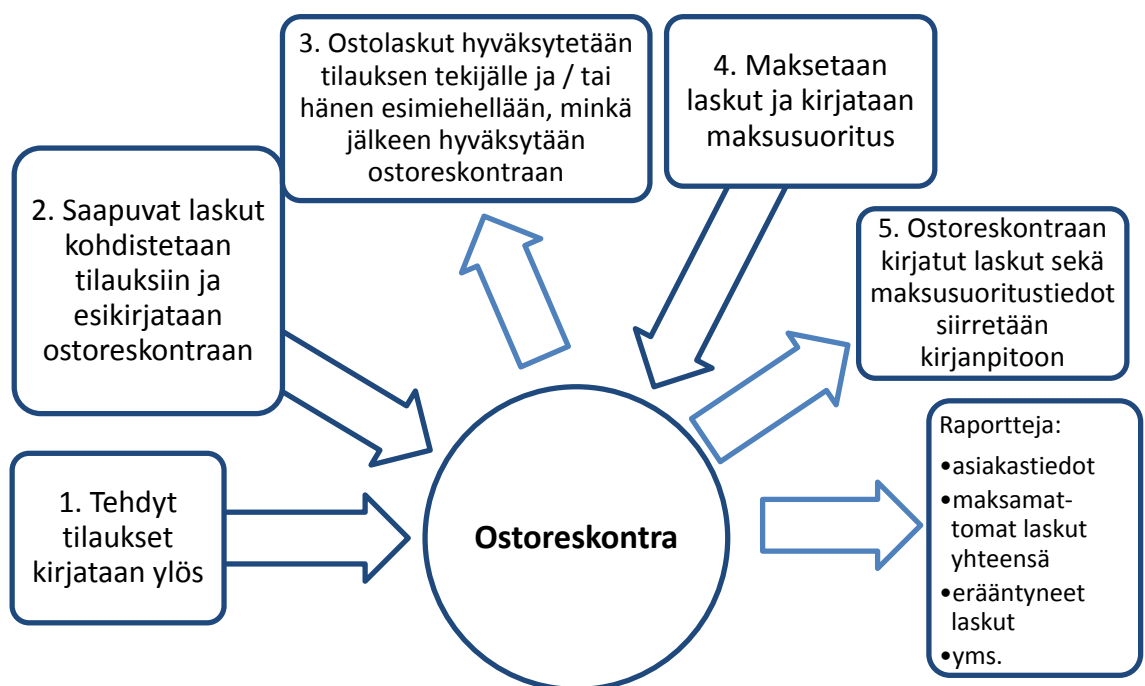 1. Tehdyt
tilaukset
kirjataan ylös
2. Saapuvat laskut
kohdistetaan
tilauksiin ja
esikirjataan
ostoreskontraan
3. Ostolaskut hyväksytetään
tilauksen tekijälle ja / tai
hänen esimiehellään, minkä
jälkeen hyväksytään
ostoreskontraan
4. Maksetaan
laskut ja kirjataan
maksusuoritus
5. Ostoreskontraan
kirjatut laskut sekä
maksusuoritustiedot
siirretään
kirjanpitoon
Raportteja:
•asiakastiedot
•maksamat-
tomat laskut
yhteensä
•erääntyneet
laskut
•yms.
Ostoreskontra